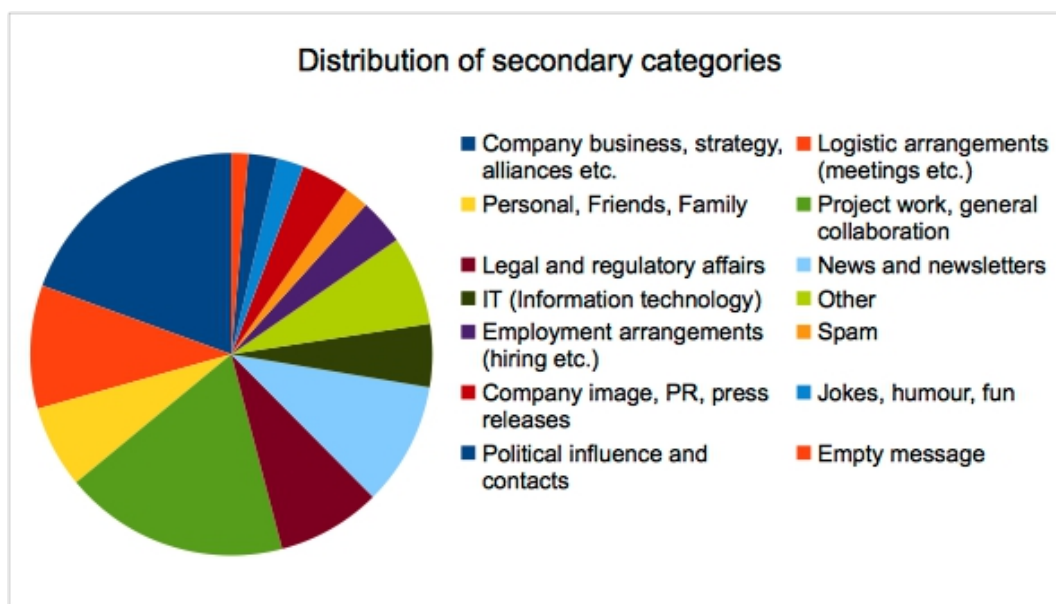 Distribution of secondary categories
Company business, strategy,
alliances etc.
Logistic arrangements
(meetings etc.)
Personal, Friends, Family
Project work, general
collaboration
Legal and regulatory affairs
News and newsletters
IT (Information technology)
Other
Employment arrangements
(hiring etc.)
Spam
Company image, PR, press
releases
Jokes, humour, fun
Political influence and
contacts
Empty message